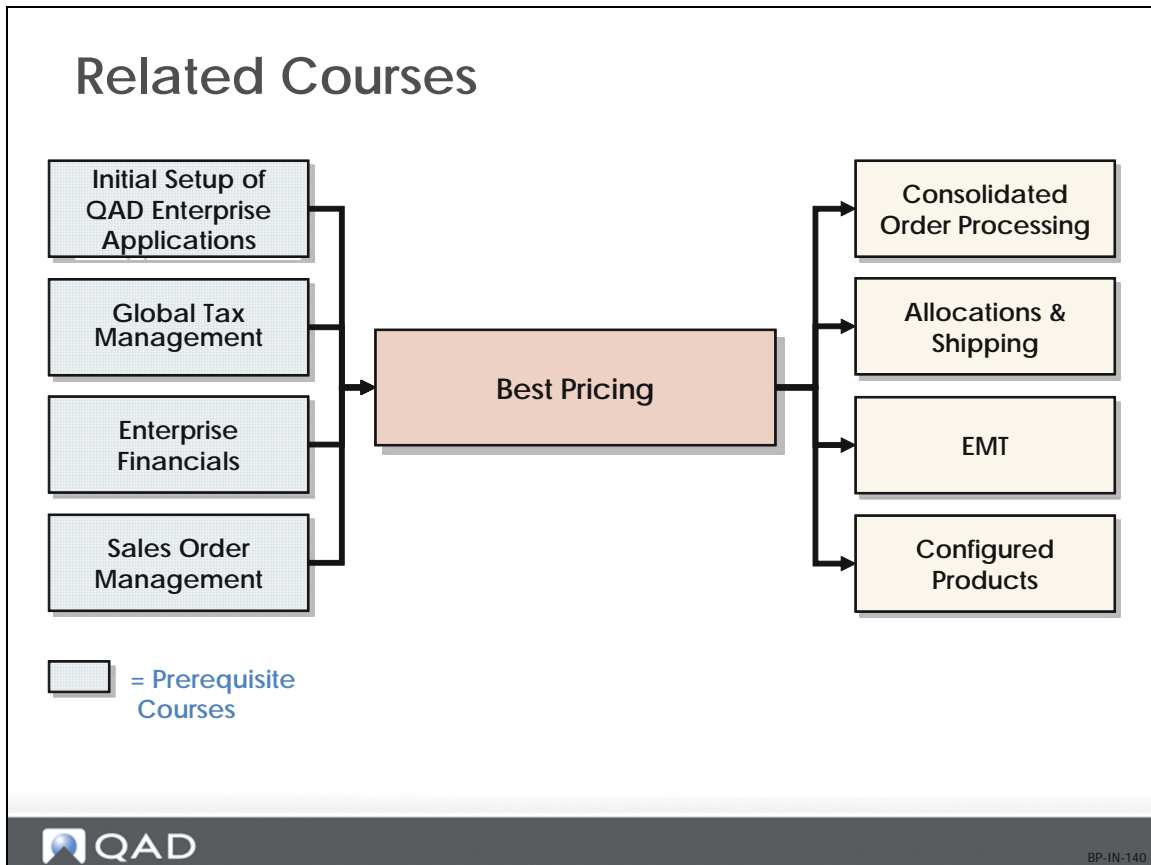 Related Courses
Initial Setup of
QAD Enterprise
Applications
Global Tax
Management
Enterprise
Financials
Sales Order
Management
Best Pricing
Consolidated
Order Processing
Allocations &
Shipping
EMT
Configured
Products
= Prerequisite
Courses
QAD
BP-IN-140